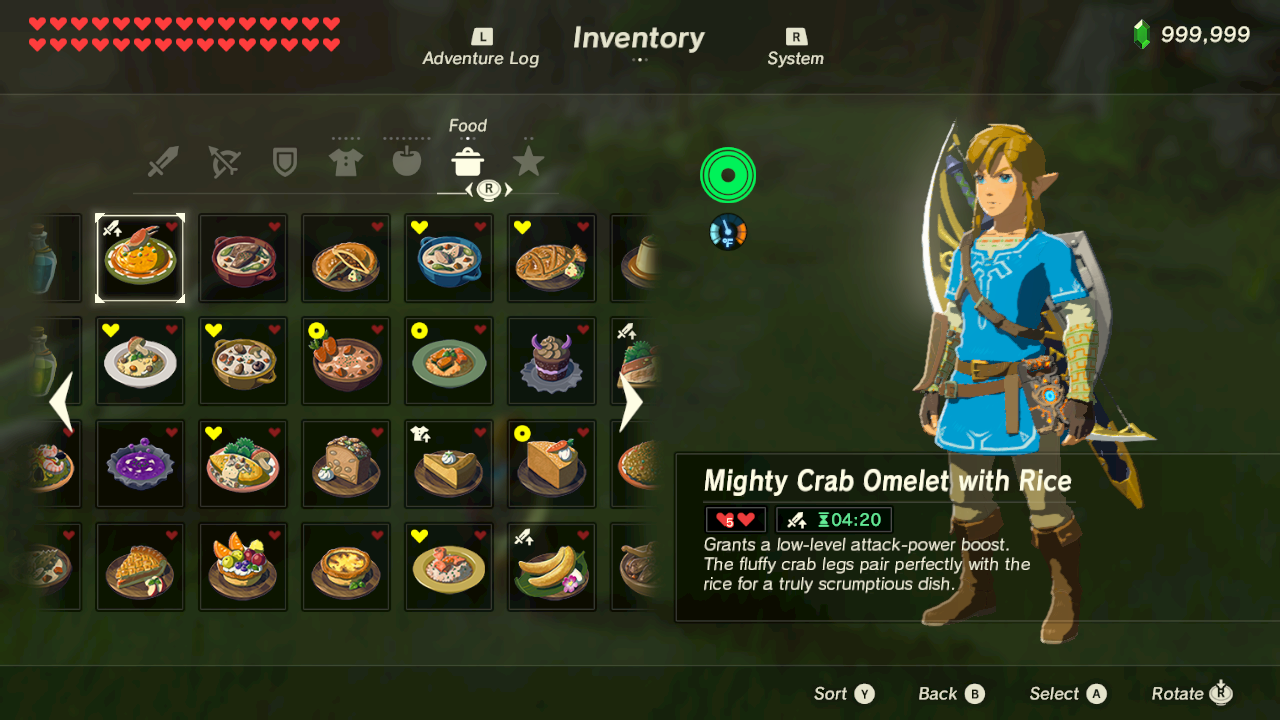 L
Adventure Log
Inventory
R
System
999,999
Food
R
°F
Mighty Crab Omelet with Rice
5
04:20
Grants a low-level attack-power boost.
The fluffy crab legs pair perfectly with the
rice for a truly scrumptious dish.
Sort Y
Back B
Select A
Rotate R